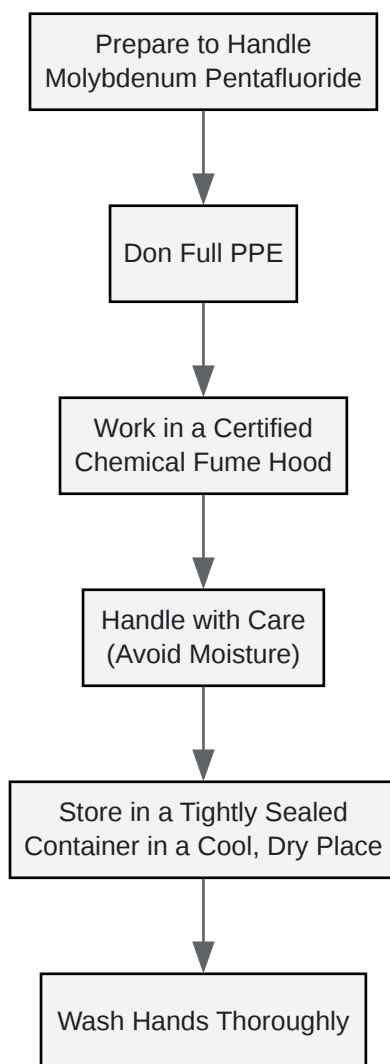 Prepare to Handle
Molybdenum Pentafluoride
Don Full PPE
Work in a Certified
Chemical Fume Hood
Handle with Care
(Avoid Moisture)
Store in a Tightly Sealed
Container in a Cool, Dry Place
Wash Hands Thoroughly